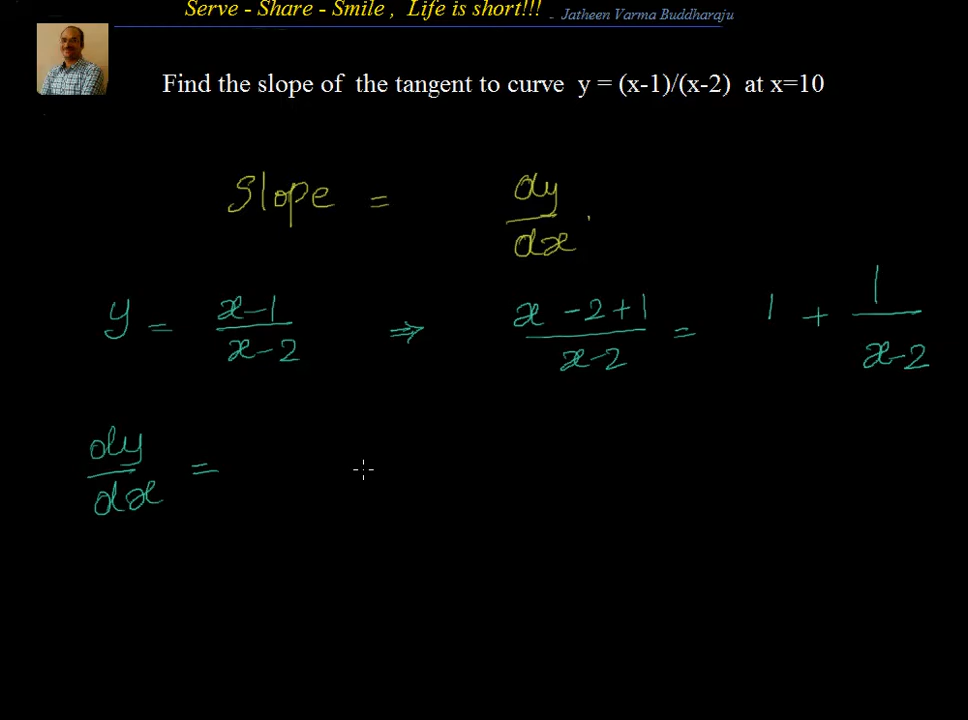 Serve - Share - Smile ,  Life is short!!! - Jatheen Varma Buddharaju
Find the slope of  the tangent to curve  y = (x-1)/(x-2)  at x=10
Slope = dy/dx .
y = (x-1)/(x-2) ⇒ (x-2+1)/(x-2) = 1 + 1/(x-2)
dy/dx =